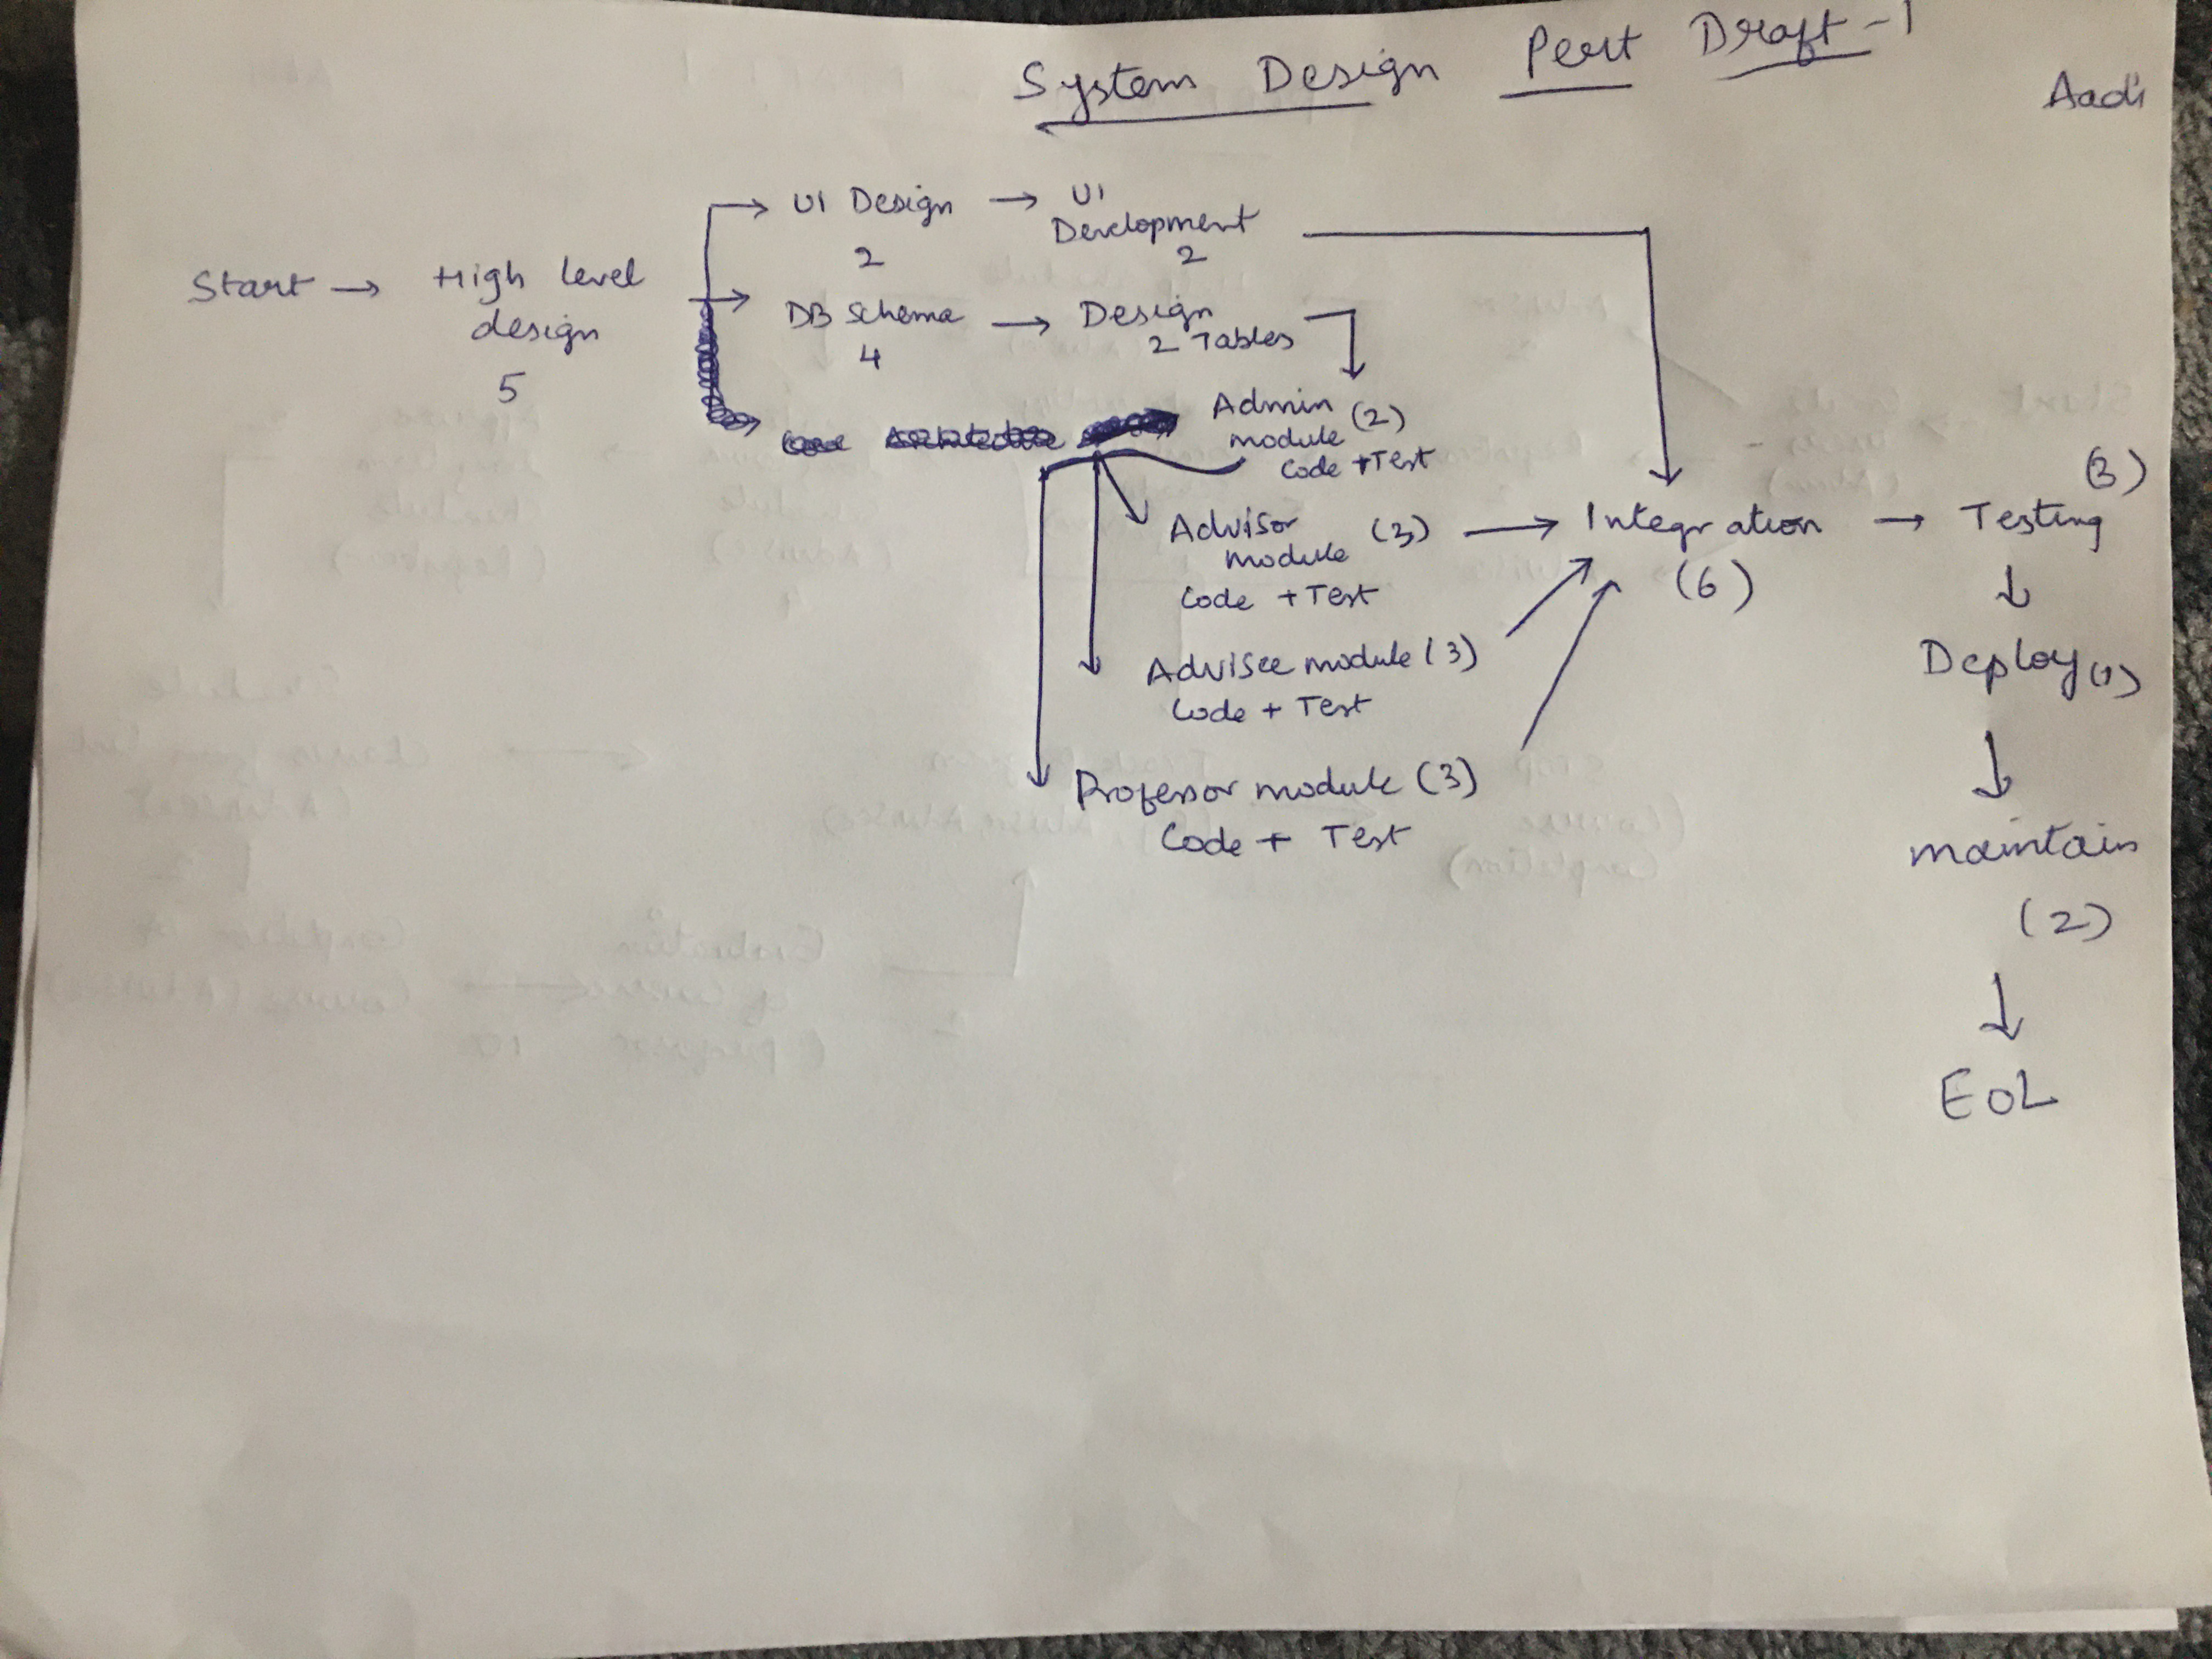 System Design Pert Draft-1
Aadi
Start → High level
design
5
→ UI Design → UI
Development
2
2
→ DB Schema → Design
Tables
4
2
Admin
module (2)
Code + Test
Advisor
module (3)
Code + Test
Advisee module (3)
Code + Test
Professor module (3)
Code + Test
→ Integration → Testing
(6)
(3)
↓
Deploy (1)
↓
maintain
(2)
↓
EOL